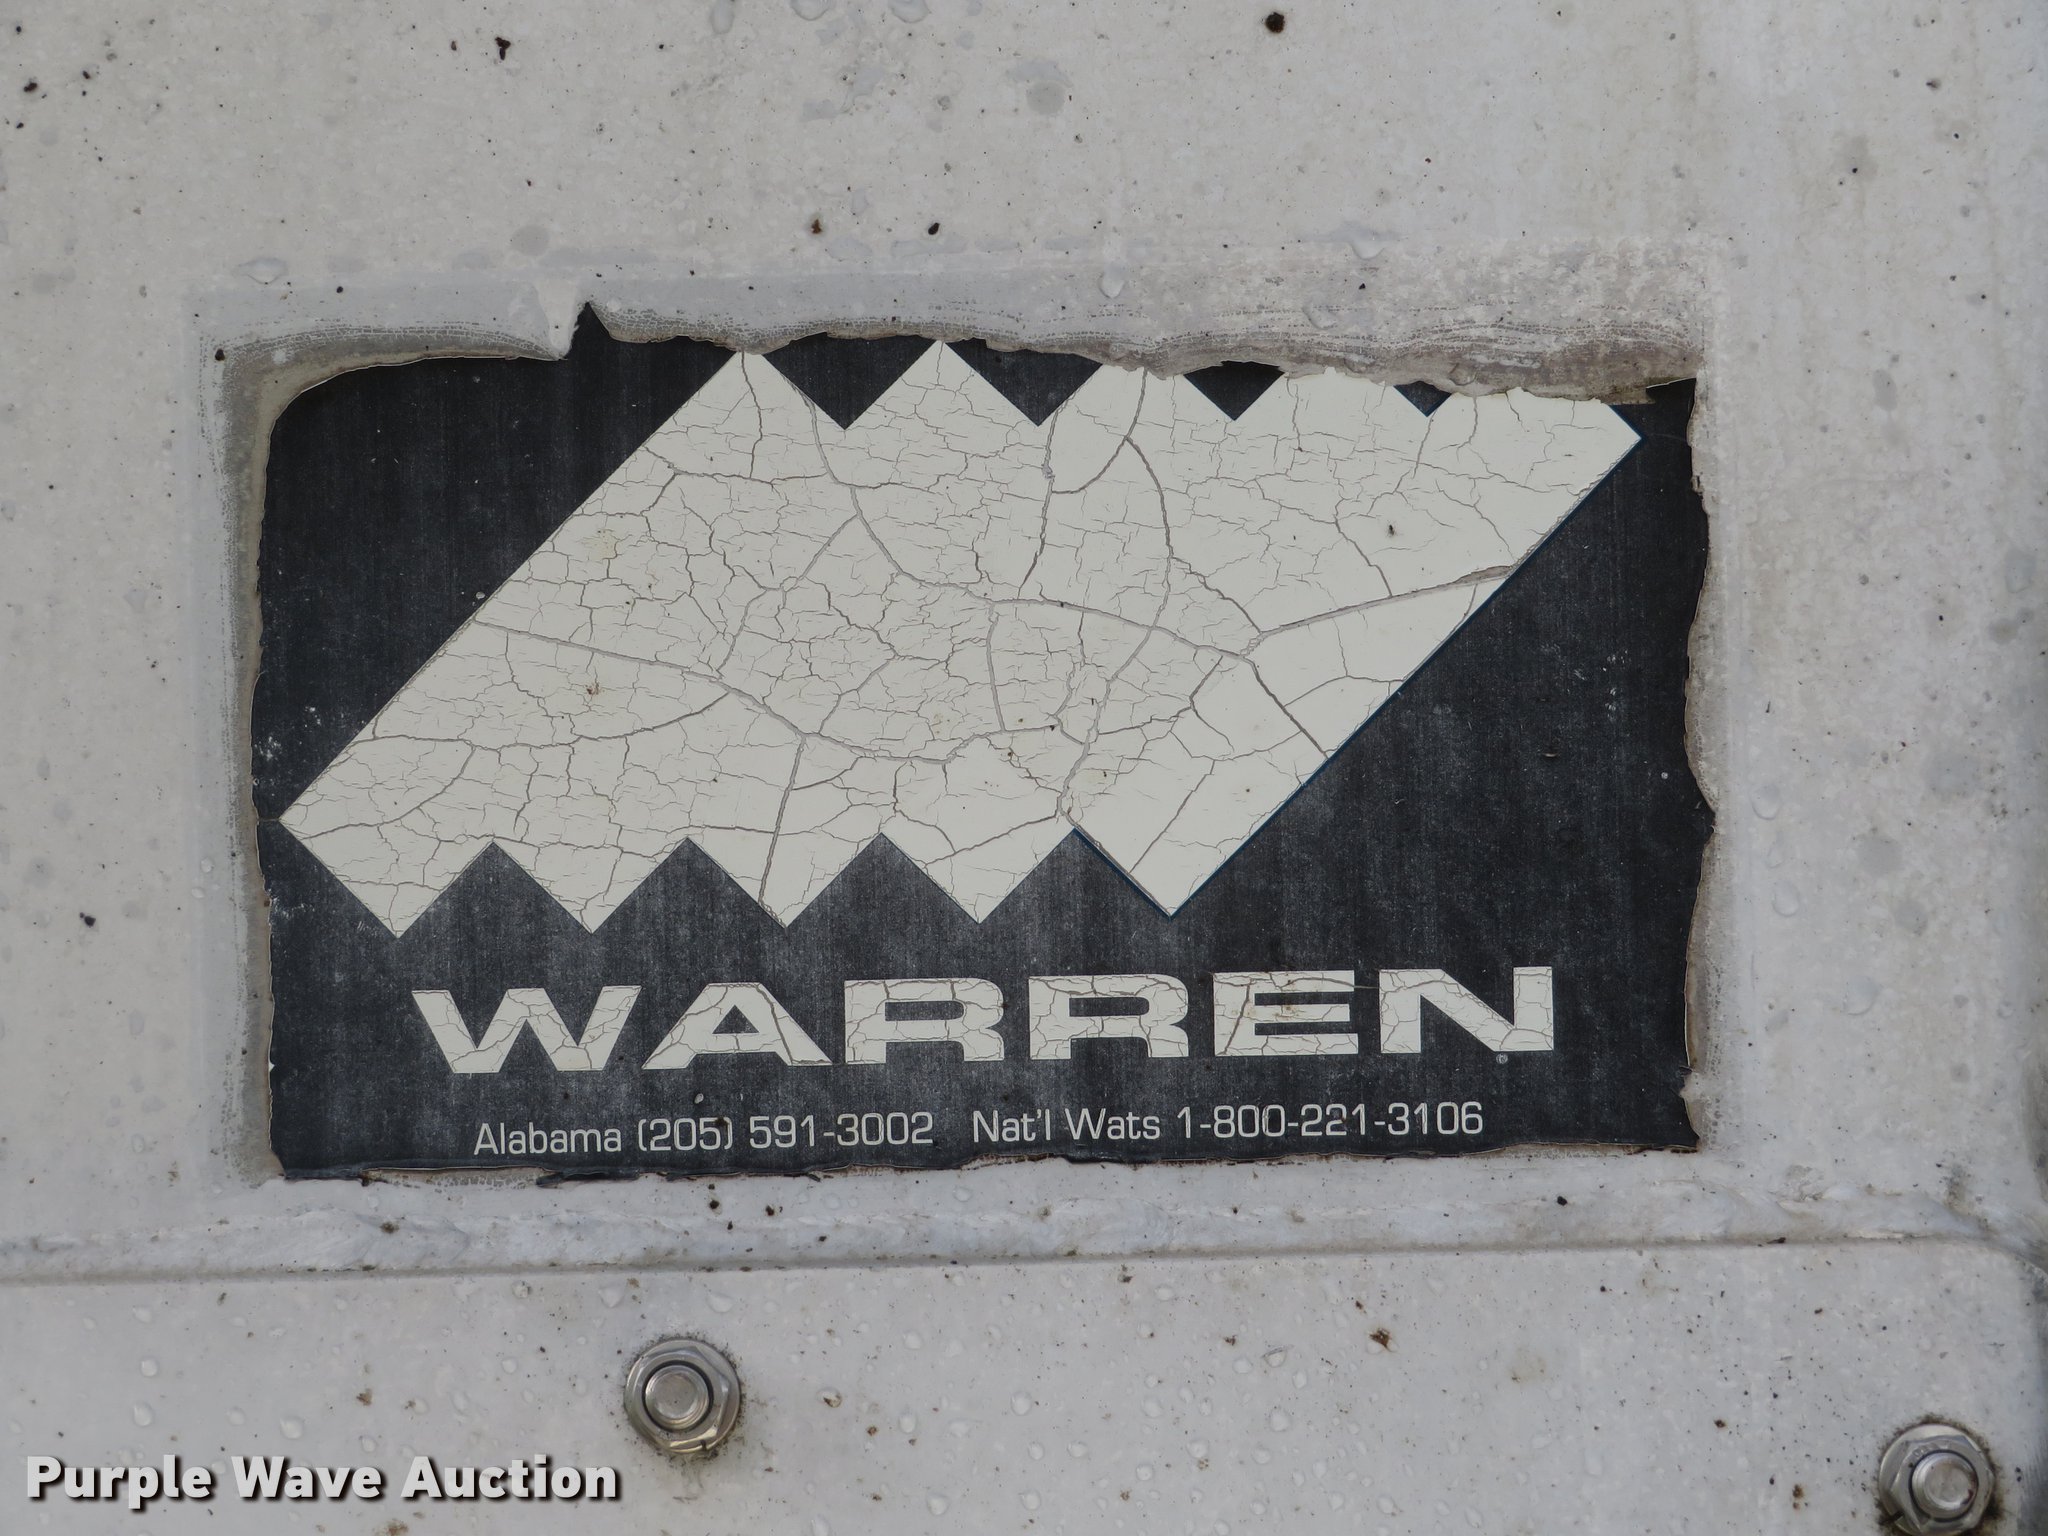 WARREN
Alabama (205) 591-3002 Nat'l Wats 1-800-221-3106
Purple Wave Auction